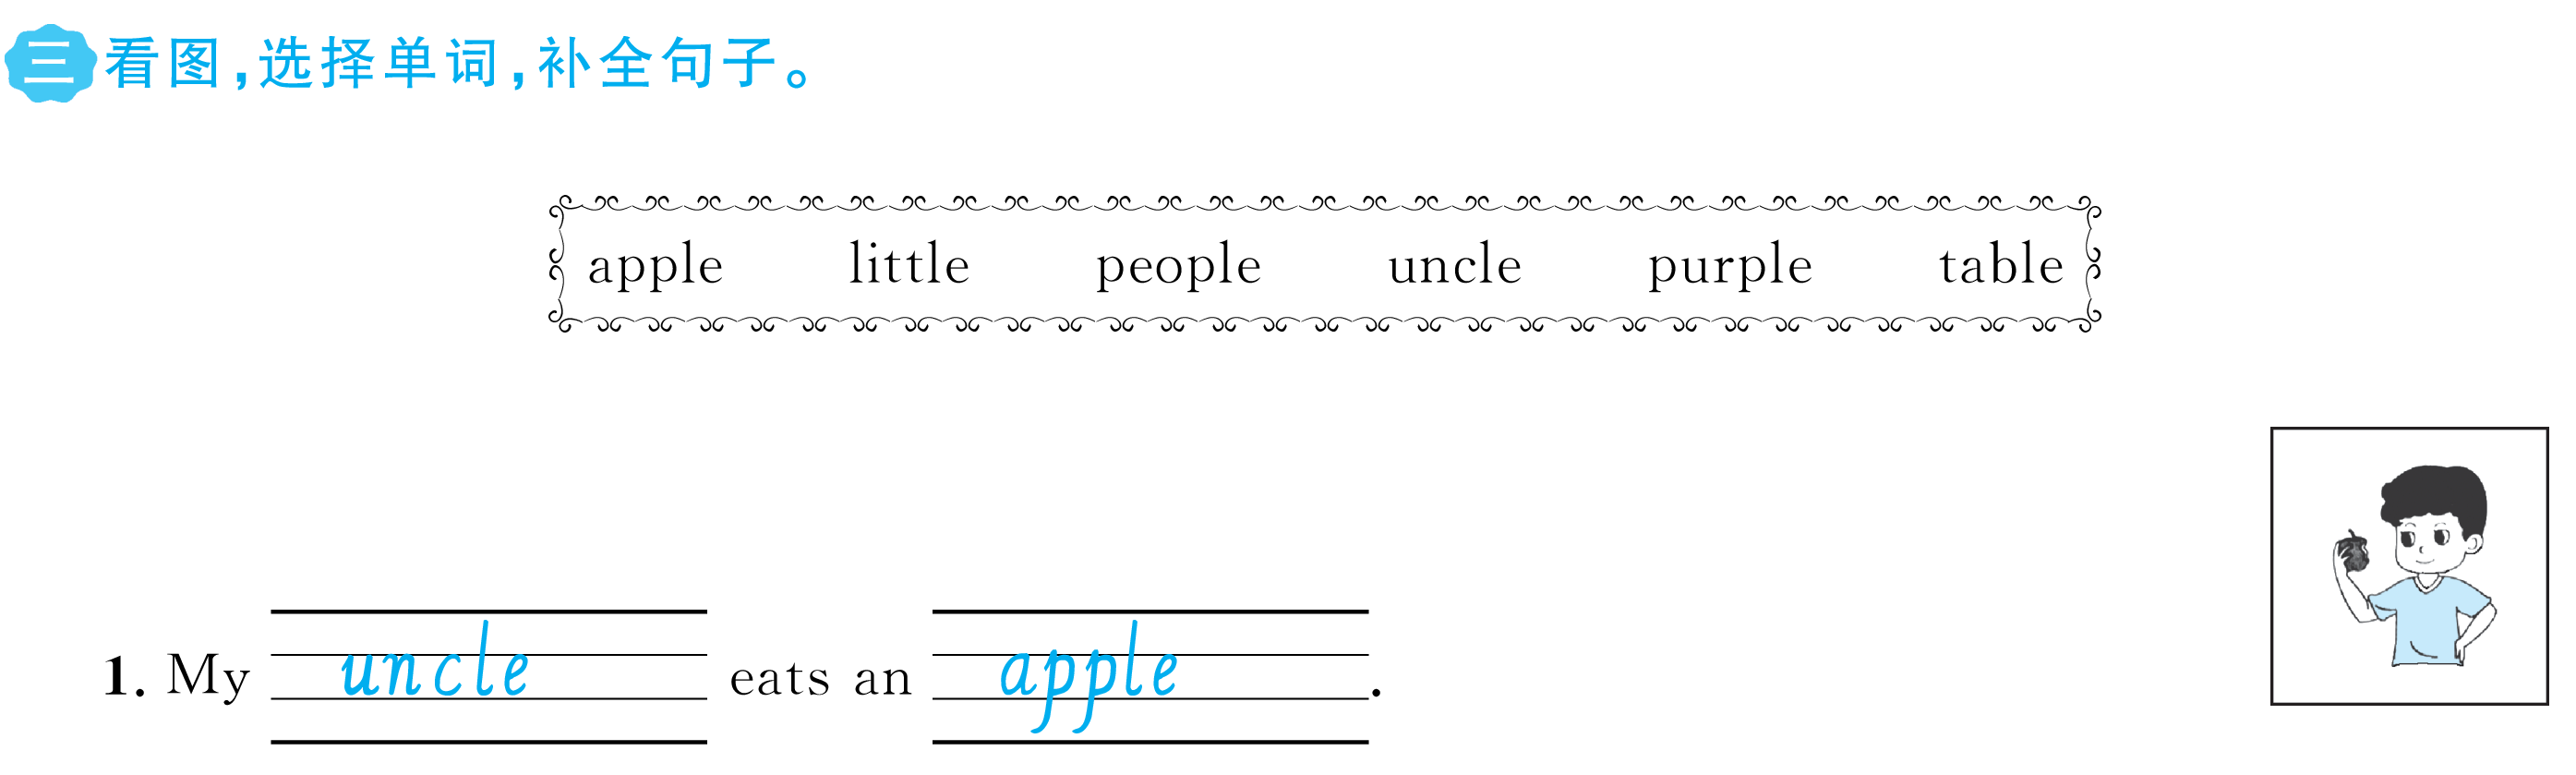 三 看图,选择单词,补全句子。
apple little people uncle purple table
1. My uncle eats an apple.